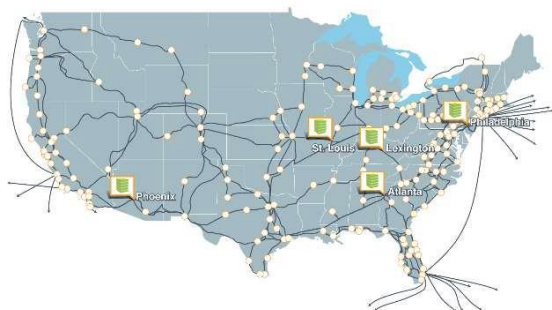 Philadelphia
St. Louis
Lexington
Phoenix
Atlanta